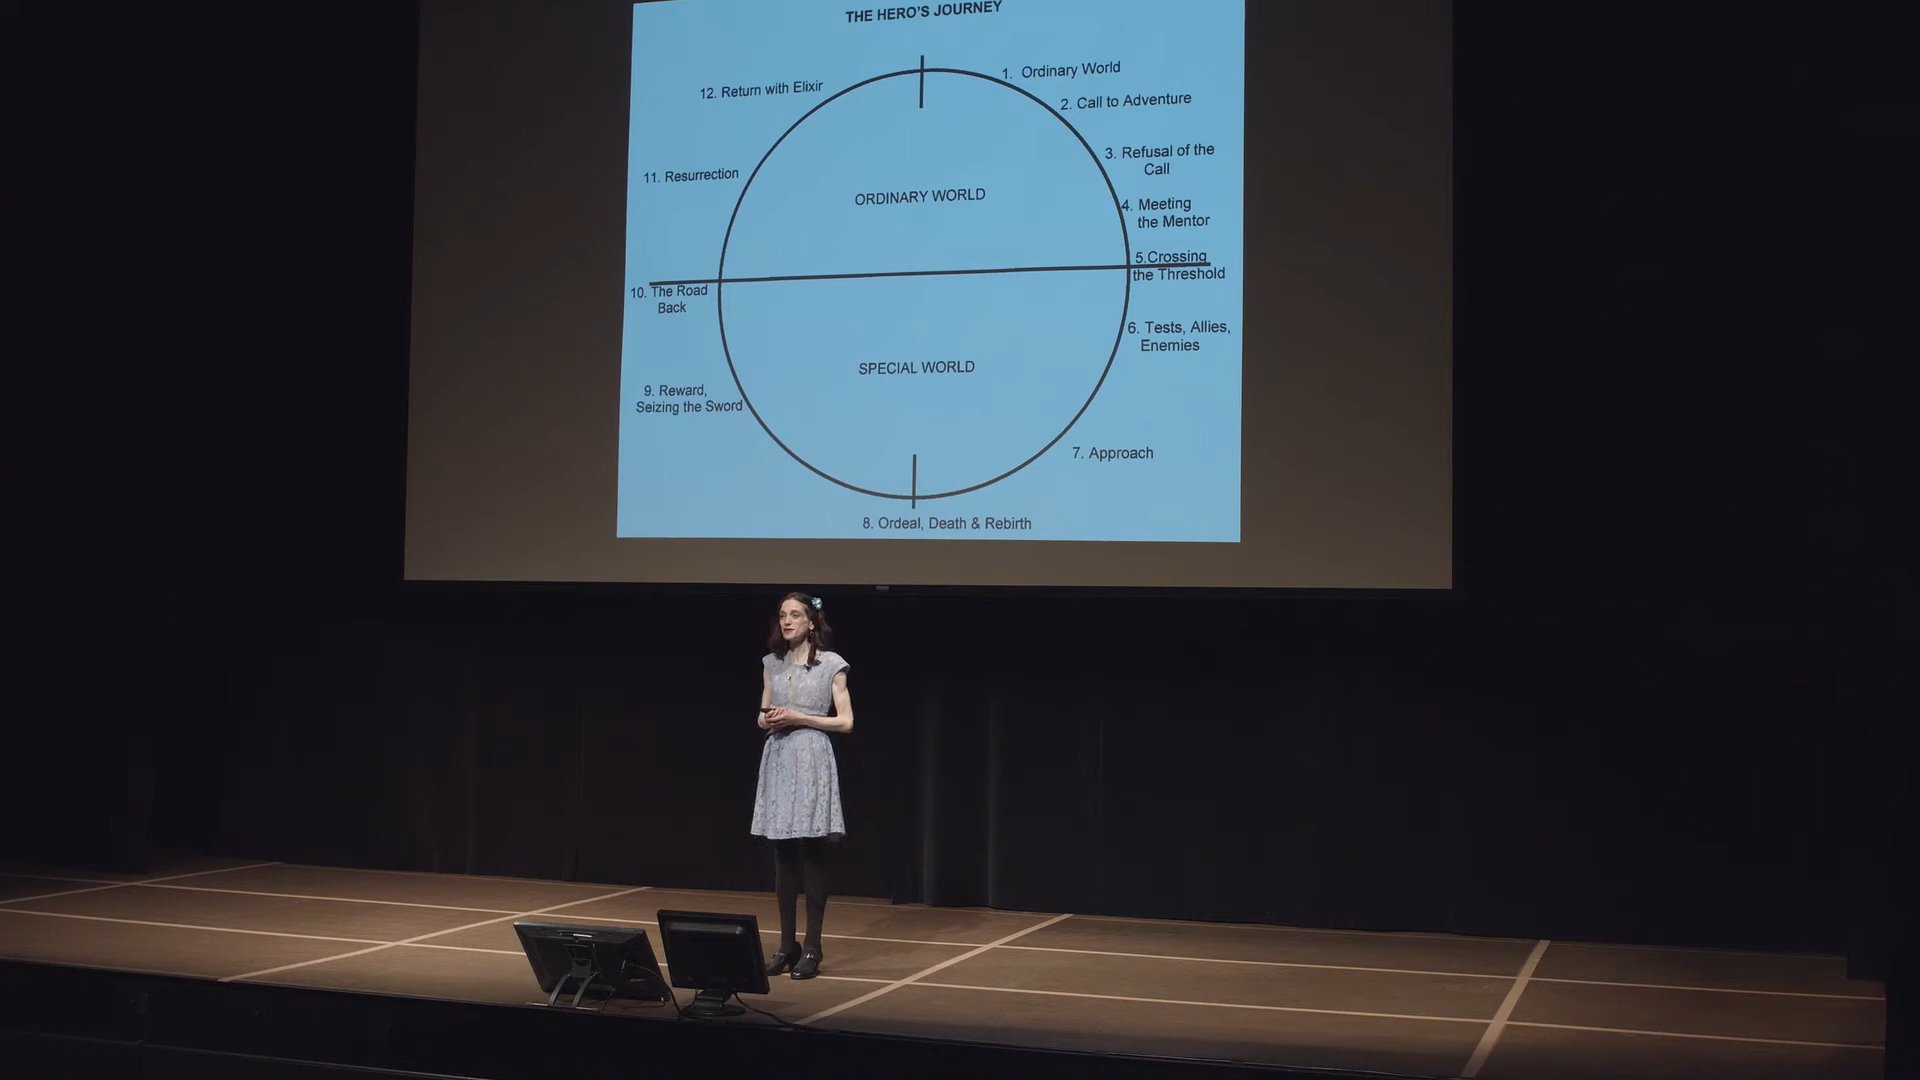 THE HERO'S JOURNEY
1. Ordinary World
2. Call to Adventure
3. Refusal of the
Call
4. Meeting
the Mentor
5.Crossing
the Threshold
6. Tests, Allies,
Enemies
7. Approach
8. Ordeal, Death & Rebirth
9. Reward,
Seizing the Sword
10. The Road
Back
11. Resurrection
12. Return with Elixir
ORDINARY WORLD
SPECIAL WORLD